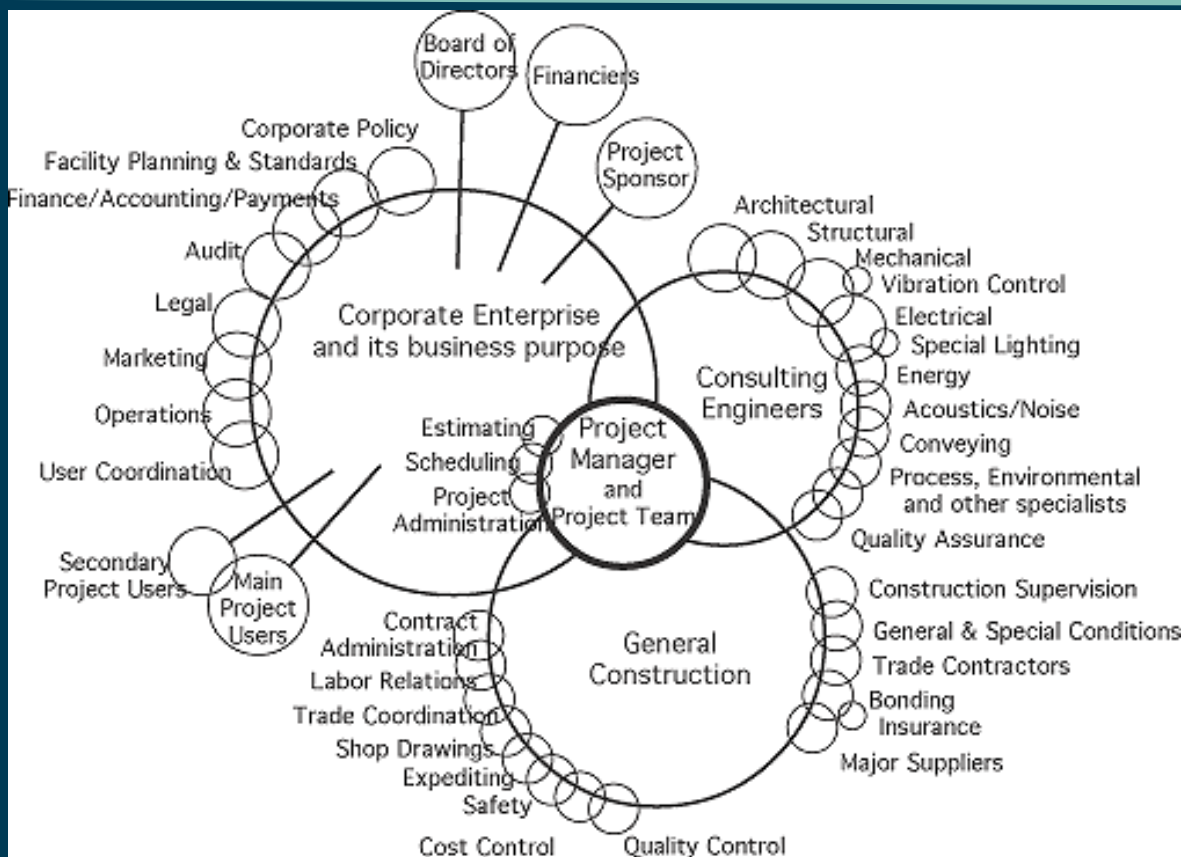 Board of
Directors
Financiers
Project
Sponsor
Corporate Policy
Facility Planning & Standards
Finance/Accounting/Payments
Audit
Legal
Marketing
Operations
User Coordination
Corporate Enterprise
and its business purpose
Secondary
Project Users
Main
Project
Users
Estimating
Scheduling
Project
Administration
Project
Manager
and
Project Team
Architectural
Structural
Mechanical
Vibration Control
Electrical
Special Lighting
Energy
Acoustics/Noise
Conveying
Process, Environmental
and other specialists
Quality Assurance
Consulting
Engineers
Construction Supervision
General & Special Conditions
Trade Contractors
Bonding
Insurance
Major Suppliers
General
Construction
Contract
Administration
Labor Relations
Trade Coordination
Shop Drawings
Expediting
Safety
Cost Control
Quality Control